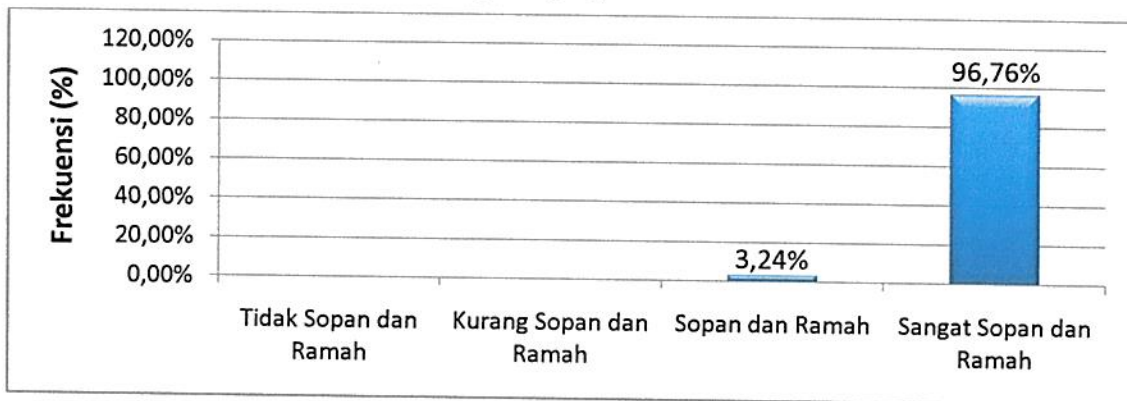 120,00%
100,00%
80,00%
60,00%
40,00%
20,00%
0,00%
Frekuensi (%)
3,24%
96,76%
Tidak Sopan dan
Ramah
Kurang Sopan dan
Ramah
Sopan dan Ramah
Sangat Sopan dan
Ramah